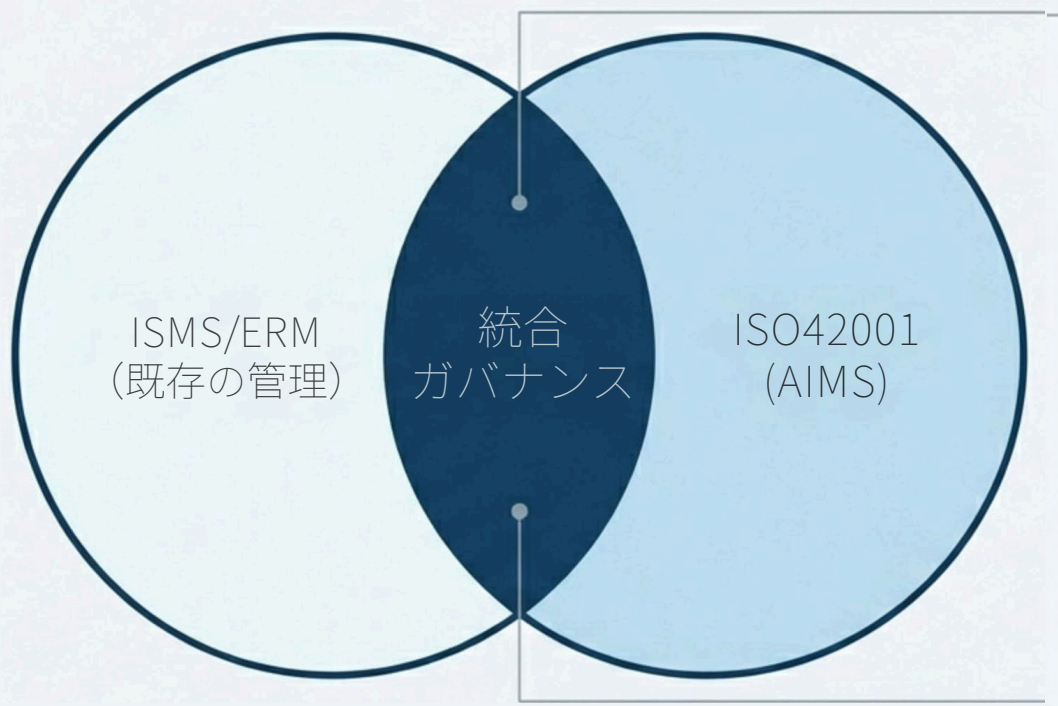 ISMS/ERM
（既存の管理）
統合
ガバナンス
ISO42001
(AIMS)